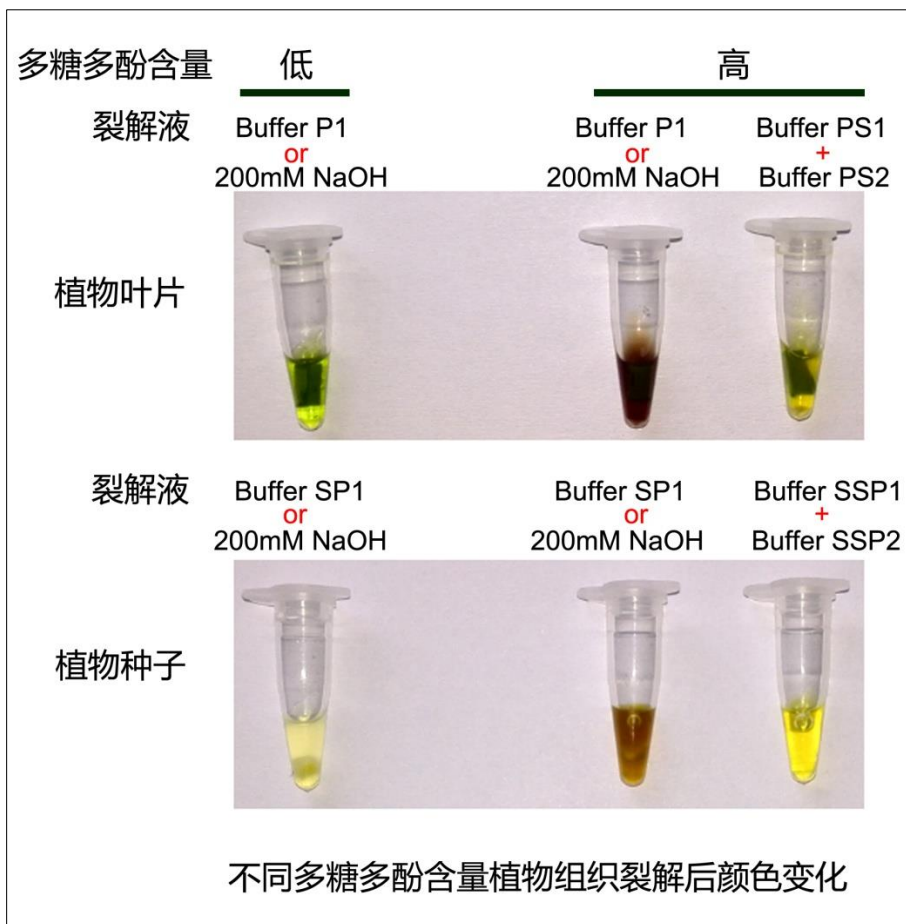 多糖多酚含量 低 高
裂解液 Buffer P1 Buffer P1 Buffer PS1
or or +
200mM NaOH 200mM NaOH Buffer PS2
植物叶片
裂解液 Buffer SP1 Buffer SP1 Buffer SSP1
or or +
200mM NaOH 200mM NaOH Buffer SSP2
植物种子
不同多糖多酚含量植物组织裂解后颜色变化